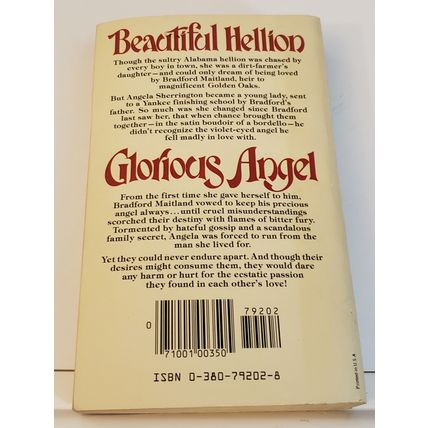 Beautiful Hellion
Though the sultry Alabama hellion was chased by
every boy in town, she was a dirt-farmer's
daughter—and could only dream of being loved
by Bradford Maitland, heir to
magnificent Golden Oaks.
But Angela Sherrington became a young lady, sent
to a Yankee finishing school by Bradford's
father. So much was she changed since Bradford
last saw her, that when chance brought them
together—in the satin boudoir of a bordello—he
didn't recognize the violet-eyed angel he
fell madly in love with.
Glorious Angel
From the first time she gave herself to him,
Bradford Maitland vowed to keep his precious
angel always...until cruel misunderstandings
scorched their destiny with flames of bitter fury.
Tormented by hateful gossip and a scandalous
family secret, Angela was forced to run from the
man she lived for.
Yet they could never endure apart. And though their
desires might consume them, they would dare
any harm or hurt for the ecstatic passion
they found in each other's love!
79202
0
71001 00350
ISBN 0-380-79202-8
Printed in U.S.A.